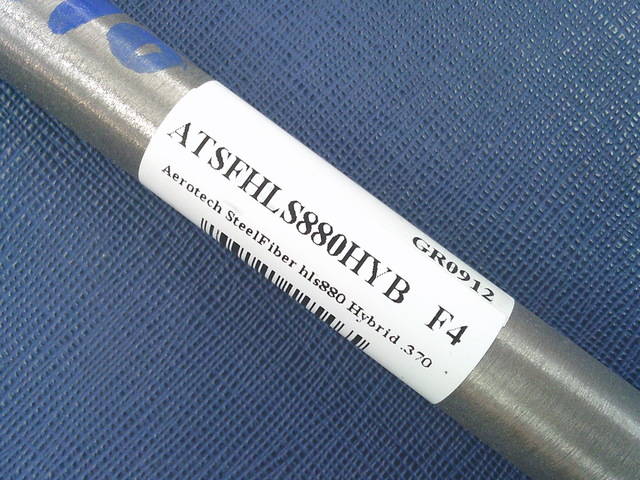 GR0912
ATSFHLS880HYB F4
Aerotech SteelFiber hls880 Hybrid .370